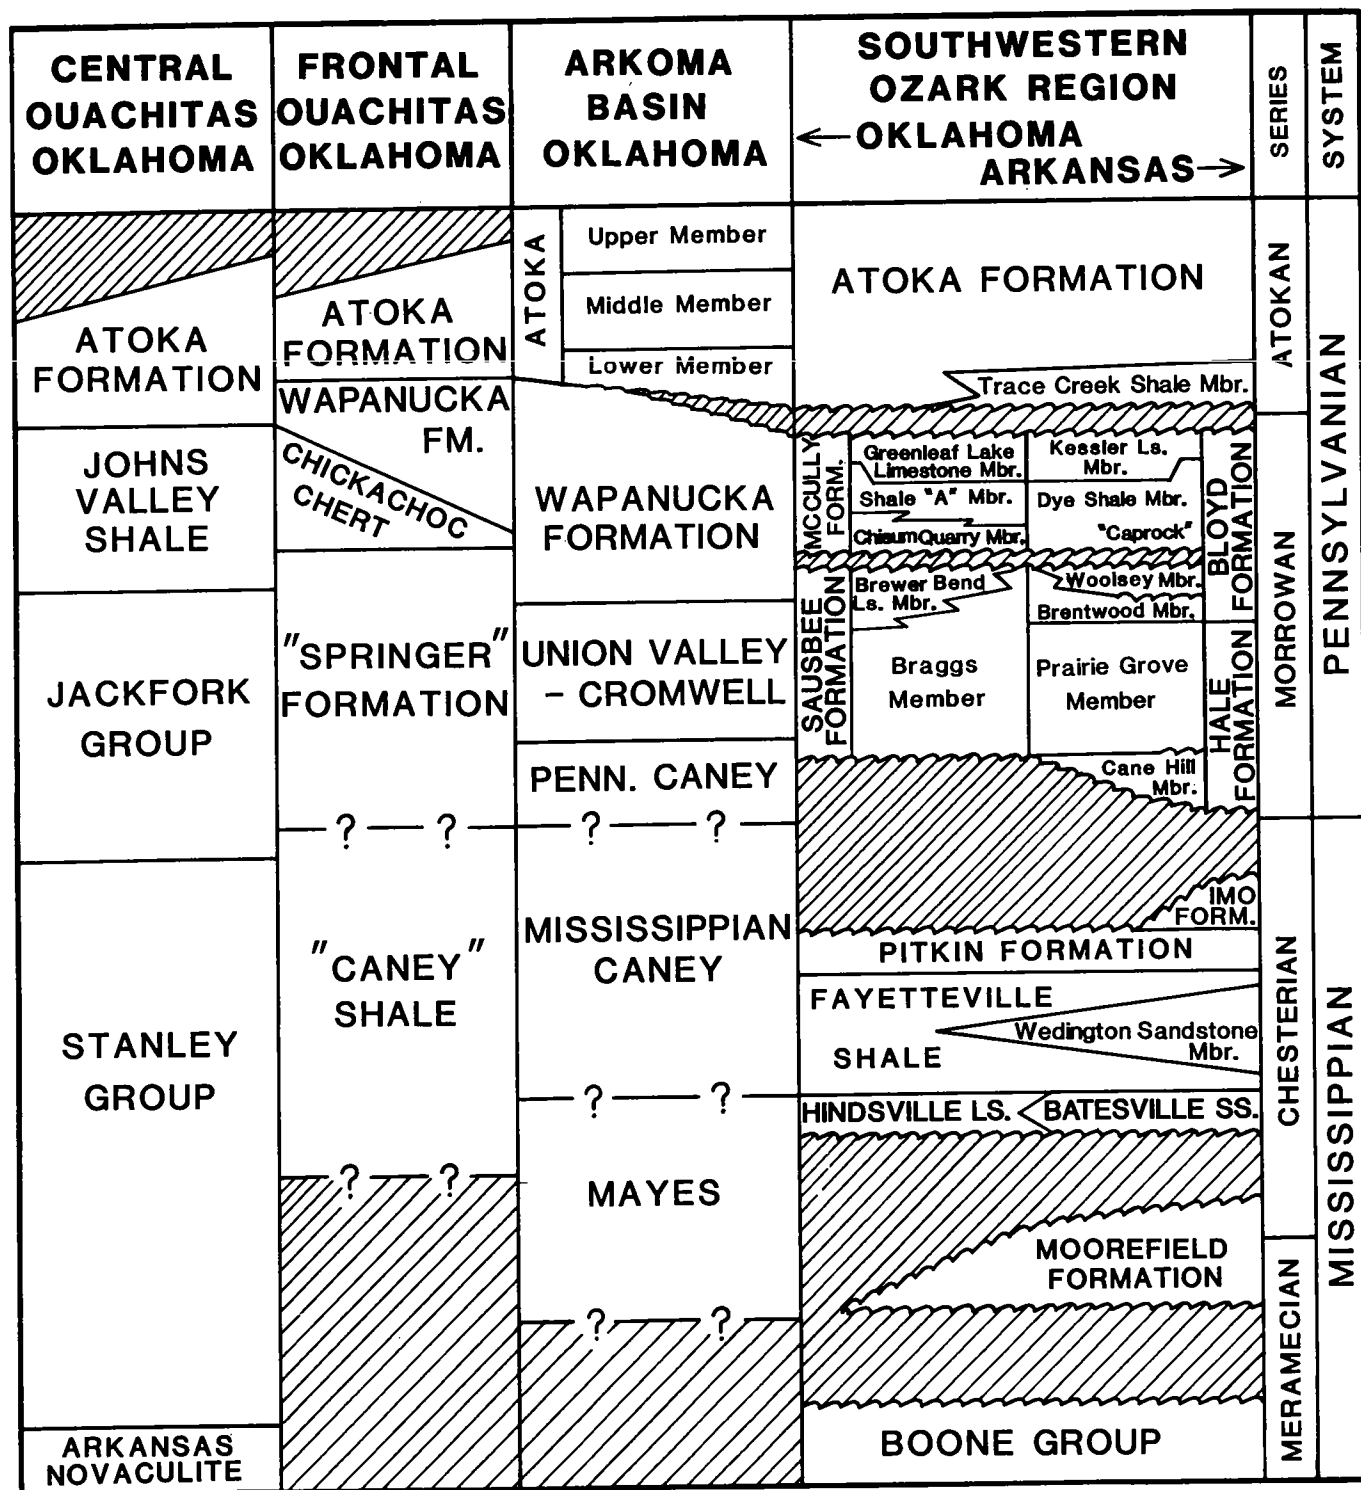 CENTRAL
OUACHITAS
OKLAHOMA
FRONTAL
OUACHITAS
OKLAHOMA
ARKOMA
BASIN
OKLAHOMA
SOUTHWESTERN
OZARK REGION
←OKLAHOMA
ARKANSAS→
SERIES
SYSTEM
ATOKA
FORMATION
JOHNS
VALLEY
SHALE
JACKFORK
GROUP
STANLEY
GROUP
ARKANSAS
NOVACULITE
ATOKA
FORMATION
WAPANUCKA
FM.
CHICKACHOC
CHERT
"SPRINGER"
FORMATION
? ?
"CANEY"
SHALE
? ?
ATOKA
Upper Member
Middle Member
Lower Member
WAPANUCKA
FORMATION
UNION VALLEY
- CROMWELL
PENN. CANEY
? ?
MISSISSIPPIAN
CANEY
? ?
MAYES
? ?
ATOKA FORMATION
Trace Creek Shale Mbr.
MCCULLY
FORM.
Greenleaf Lake
Limestone Mbr.
Shale "A" Mbr.
Chisum Quarry Mbr.
Kessler Ls.
Mbr.
Dye Shale Mbr.
"Caprock"
BLOYD
FORMATION
SAUSBEE
FORMATION
Brewer Bend
Ls. Mbr.
Braggs
Member
Woolsey Mbr.
Brentwood Mbr.
Prairie Grove
Member
Cane Hill
Mbr.
HALE
FORMATION
IMO
FORM.
PITKIN FORMATION
FAYETTEVILLE
SHALE
Wedington Sandstone
Mbr.
HINDSVILLE LS.
BATESVILLE SS.
MOOREFIELD
FORMATION
BOONE GROUP
ATOKAN
MORROWAN
CHESTERIAN
MERAMECIAN
PENNSYLVANIAN
MISSISSIPPIAN